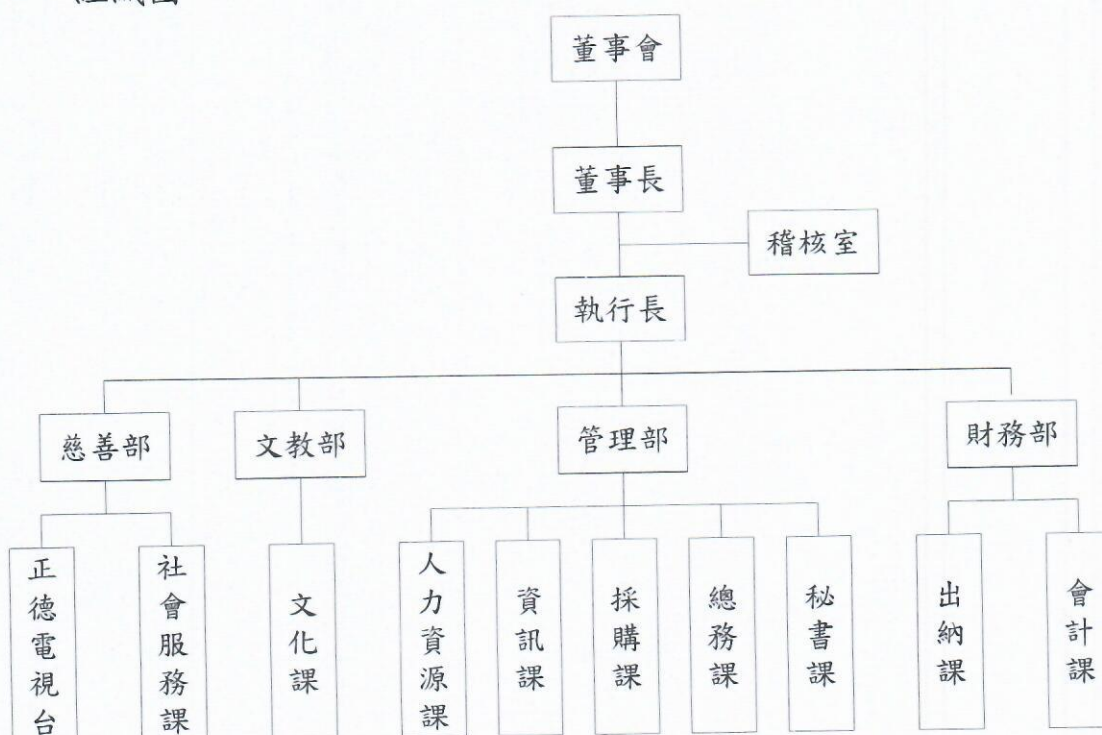 組織圖
董事會
董事長
稽核室
執行長
慈善部
文教部
管理部
財務部
正德電視台
社會服務課
文化課
人力資源課
資訊課
採購課
總務課
秘書課
出納課
會計課